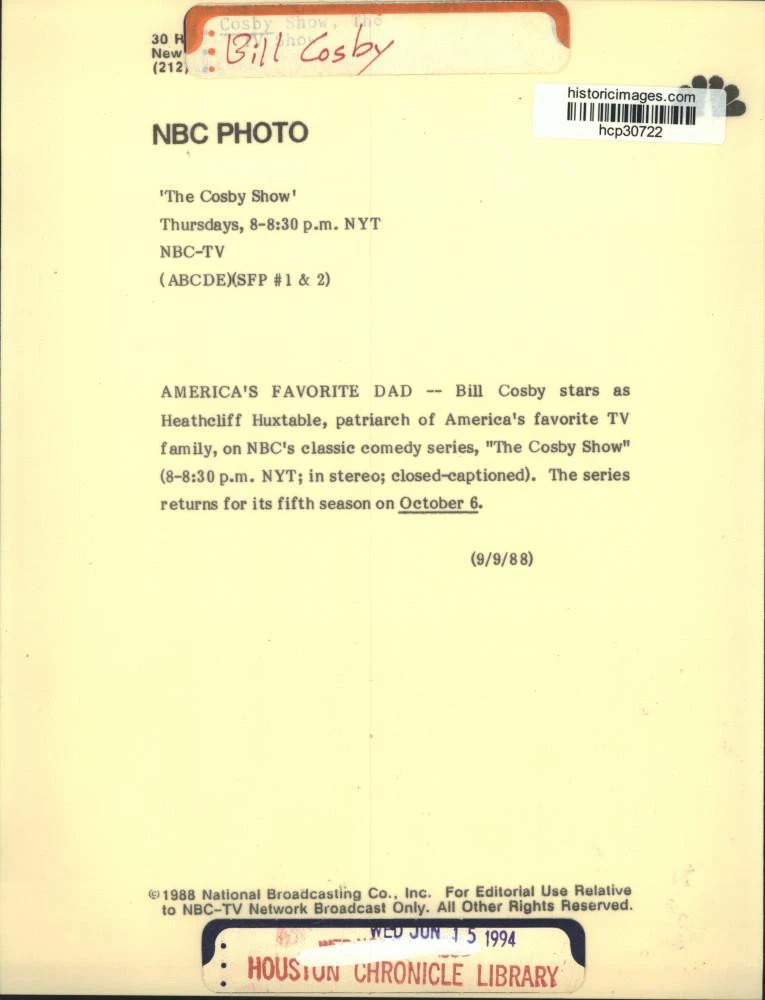 Cosby Show, The
TV Show
30 R
Bill Cosby
New
(212)
historicimages.com
hcp30722
NBC PHOTO
'The Cosby Show'
Thursdays, 8-8:30 p.m. NYT
NBC-TV
(ABCDE)(SFP #1 & 2)
AMERICA'S FAVORITE DAD -- Bill Cosby stars as
Heathcliff Huxtable, patriarch of America's favorite TV
family, on NBC's classic comedy series, "The Cosby Show"
(8-8:30 p.m. NYT; in stereo; closed-captioned). The series
returns for its fifth season on October 6.
(9/9/88)
©1988 National Broadcasting Co., Inc. For Editorial Use Relative
to NBC-TV Network Broadcast Only. All Other Rights Reserved.
WED JUN 15 1994
HOUSTON CHRONICLE LIBRARY